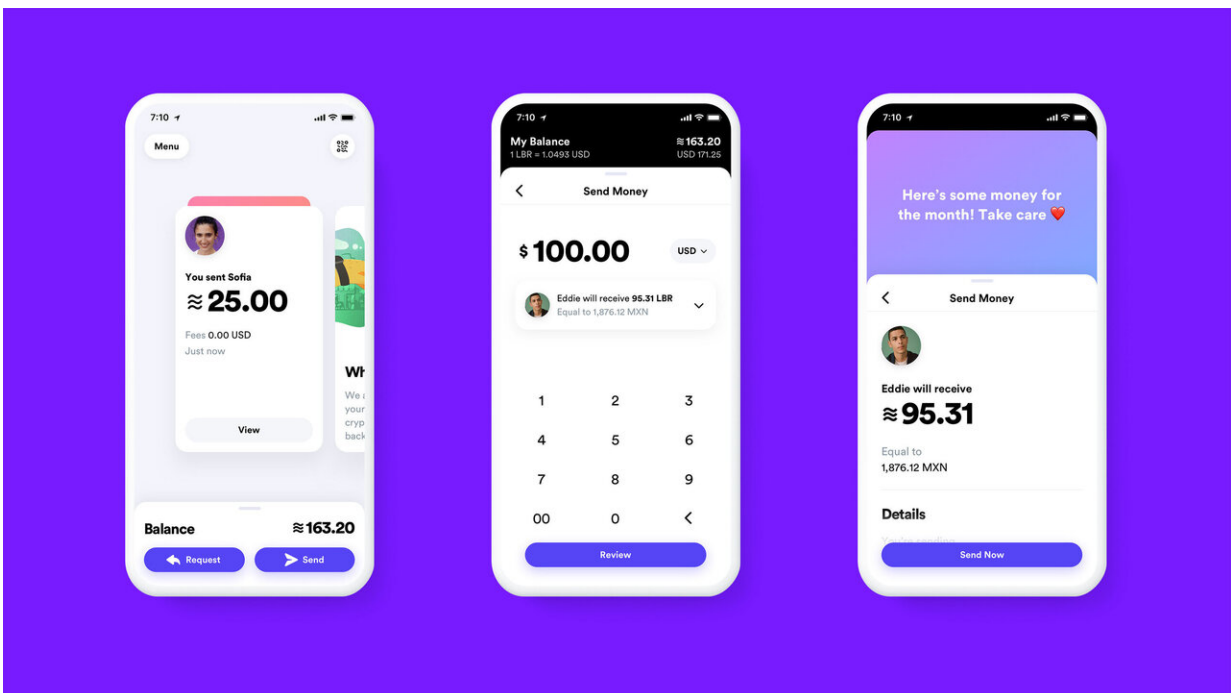 7:10
Menu
You sent Sofia
≋ 25.00
Fees 0.00 USD
Just now
View
Wh
We a
your
cryp
back
Balance
≋163.20
Request
Send
7:10
My Balance
≋163.20
1 LBR = 1.0493 USD
USD 171.25
Send Money
$ 100.00
USD
Eddie will receive 95.31 LBR
Equal to 1,876.12 MXN
1 2 3
4 5 6
7 8 9
00 0
Review
7:10
Here's some money for
the month! Take care ❤️
Send Money
Eddie will receive
≋95.31
Equal to
1,876.12 MXN
Details
You're sending
Send Now